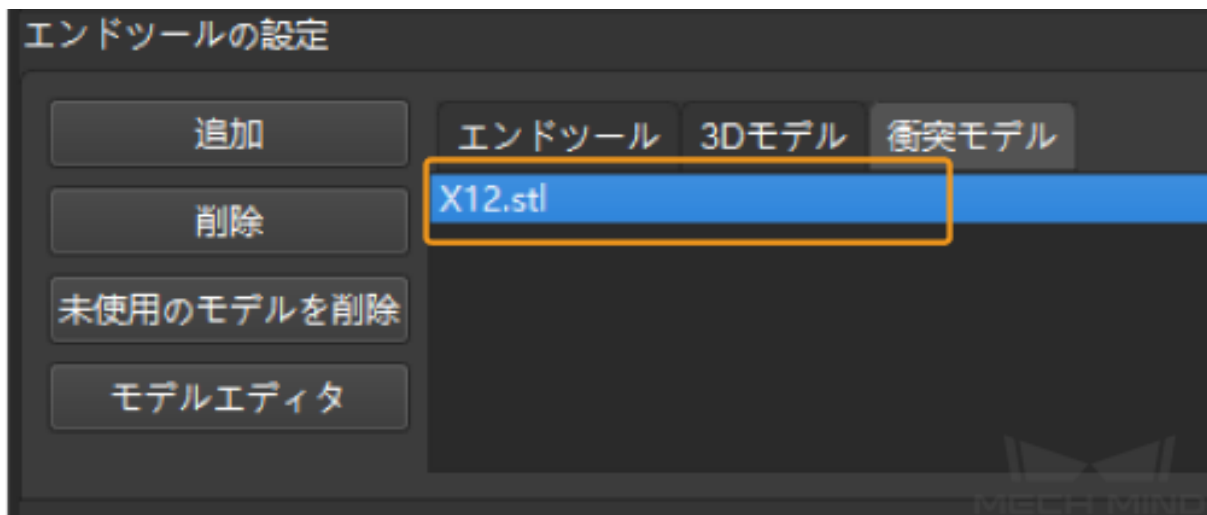 エンドツールの設定
追加
エンドツール 3Dモデル 衝突モデル
X12.stl
削除
未使用のモデルを削除
モデルエディタ
MECH MIND